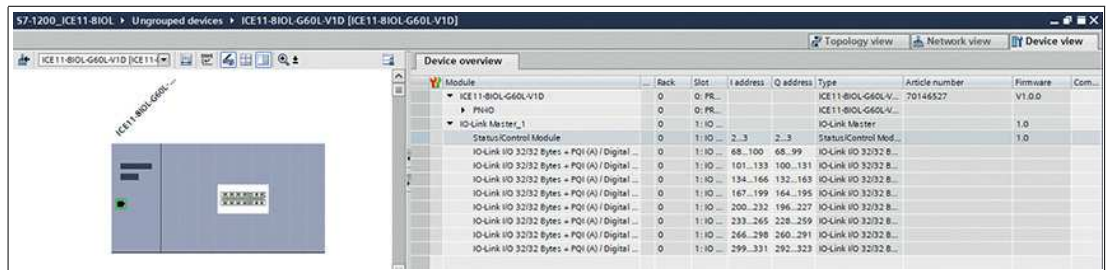 S7-1200_ICE11-8IOL ▸ Ungrouped devices ▸ ICE11-8IOL-G60L-V1D [ICE11-8IOL-G60L-V1D]
Topology view Network view Device view
ICE11-8IOL-G60L-V1D [ICE11-
Device overview
Module ... Rack Slot I address Q address Type Article number Firmware Com...
ICE11-8IOL-G60L-V1D 0 0: PR... ICE11-8IOL-G60L-V... 70146527 V1.0.0
PN-IO 0 0: PR... ICE11-8IOL-G60L-V...
IO-Link Master_1 0 1: IO ... IO-Link Master 1.0
Status/Control Module 0 1: IO ... 2...3 2...3 Status/Control Mod... 1.0
IO-Link I/O 32/32 Bytes + PQI (A) / Digital ... 0 1: IO ... 68...100 68...99 IO-Link I/O 32/32 B...
IO-Link I/O 32/32 Bytes + PQI (A) / Digital ... 0 1: IO ... 101...133 100...131 IO-Link I/O 32/32 B...
IO-Link I/O 32/32 Bytes + PQI (A) / Digital ... 0 1: IO ... 134...166 132...163 IO-Link I/O 32/32 B...
IO-Link I/O 32/32 Bytes + PQI (A) / Digital ... 0 1: IO ... 167...199 164...195 IO-Link I/O 32/32 B...
IO-Link I/O 32/32 Bytes + PQI (A) / Digital ... 0 1: IO ... 200...232 196...227 IO-Link I/O 32/32 B...
IO-Link I/O 32/32 Bytes + PQI (A) / Digital ... 0 1: IO ... 233...265 228...259 IO-Link I/O 32/32 B...
IO-Link I/O 32/32 Bytes + PQI (A) / Digital ... 0 1: IO ... 266...298 260...291 IO-Link I/O 32/32 B...
IO-Link I/O 32/32 Bytes + PQI (A) / Digital ... 0 1: IO ... 299...331 292...323 IO-Link I/O 32/32 B...
ICE11-8IOL-G60L-...